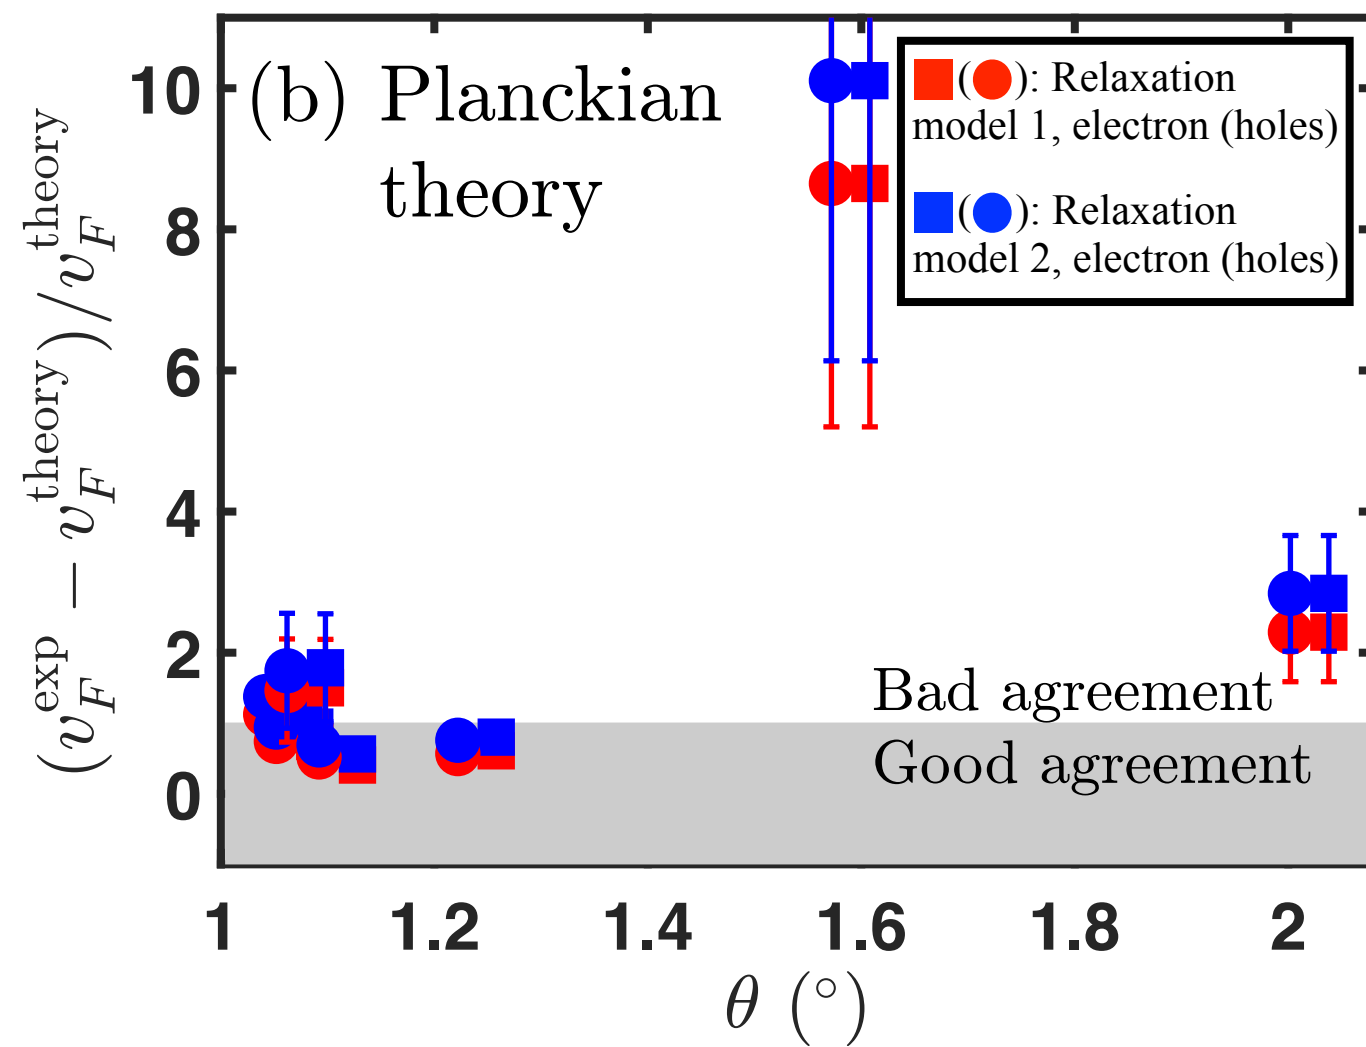 (b) Planckian
theory
■(●): Relaxation
model 1, electron (holes)
■(●): Relaxation
model 2, electron (holes)
Bad agreement
Good agreement
10
8
6
4
2
0
1 1.2 1.4 1.6 1.8 2
θ (°)
(v_F^exp − v_F^theory)/v_F^theory